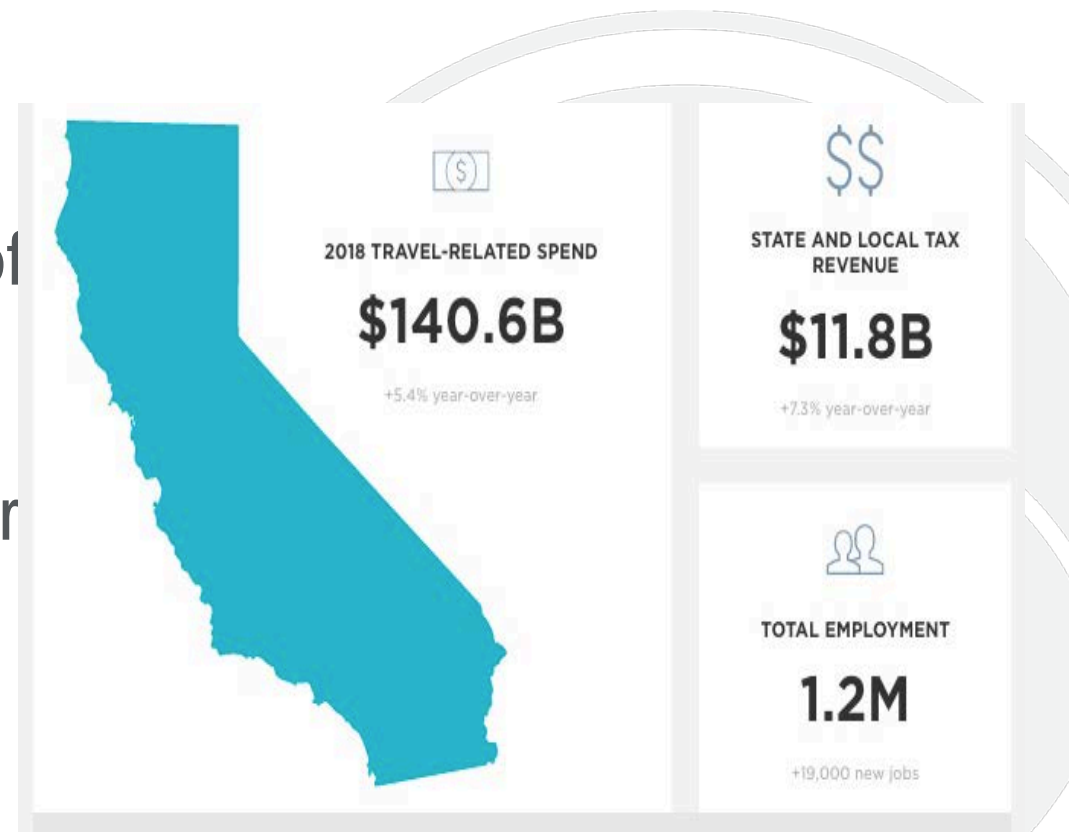 of
r
$
2018 TRAVEL-RELATED SPEND
$140.6B
+5.4% year-over-year
$$
STATE AND LOCAL TAX
REVENUE
$11.8B
+7.3% year-over-year
TOTAL EMPLOYMENT
1.2M
+19,000 new jobs